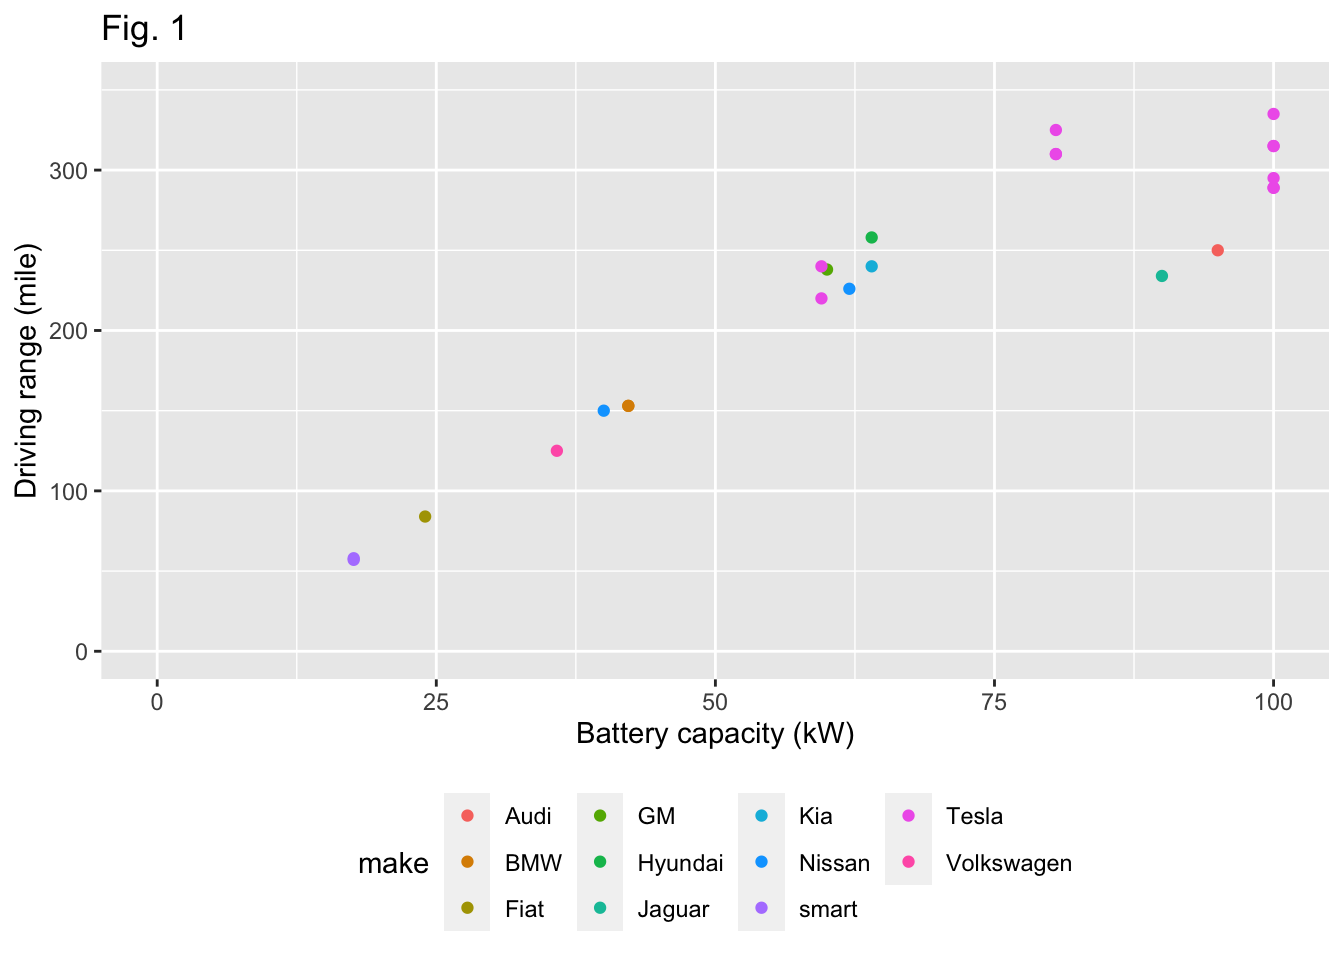 Fig. 1
300
200
100
0
Driving range (mile)
0 25 50 75 100
Battery capacity (kW)
make
Audi GM Kia Tesla
BMW Hyundai Nissan Volkswagen
Fiat Jaguar smart